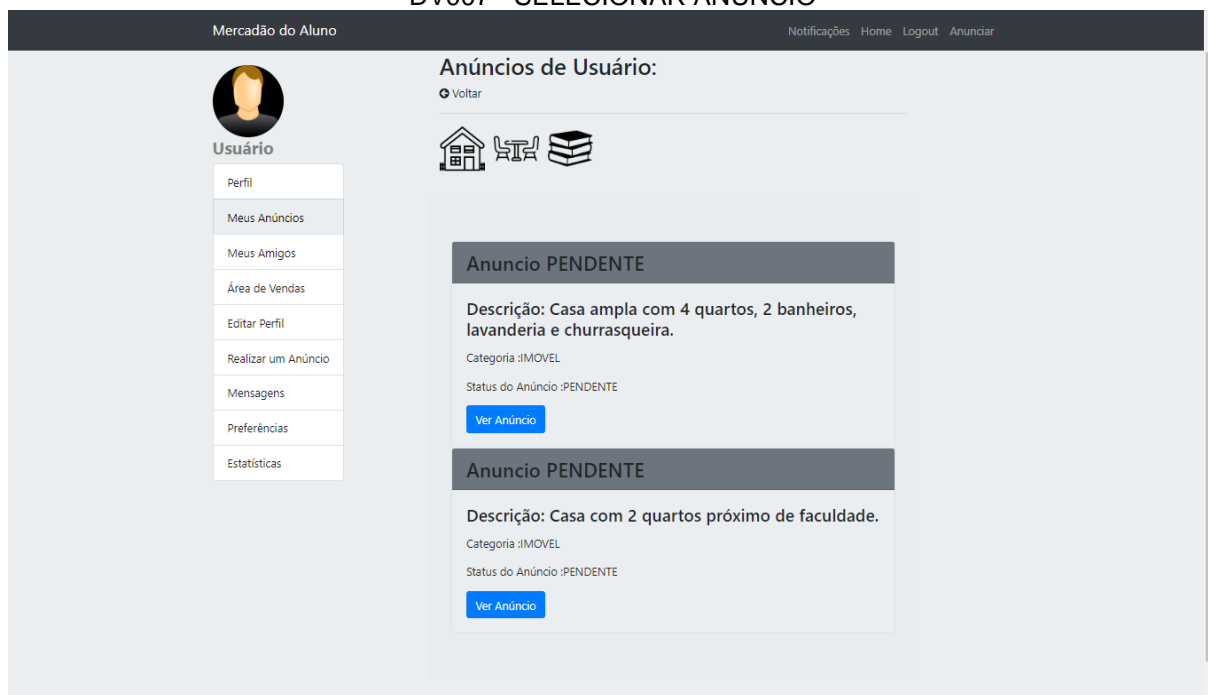 DV007 - SELECIONAR ANÚNCIO
Mercadão do Aluno
Notificações Home Logout Anunciar
Usuário
Perfil
Meus Anúncios
Meus Amigos
Área de Vendas
Editar Perfil
Realizar um Anúncio
Mensagens
Preferências
Estatísticas
Anúncios de Usuário:
Voltar
Anuncio PENDENTE
Descrição: Casa ampla com 4 quartos, 2 banheiros,
lavanderia e churrasqueira.
Categoria :IMOVEL
Status do Anúncio :PENDENTE
Ver Anúncio
Anuncio PENDENTE
Descrição: Casa com 2 quartos próximo de faculdade.
Categoria :IMOVEL
Status do Anúncio :PENDENTE
Ver Anúncio